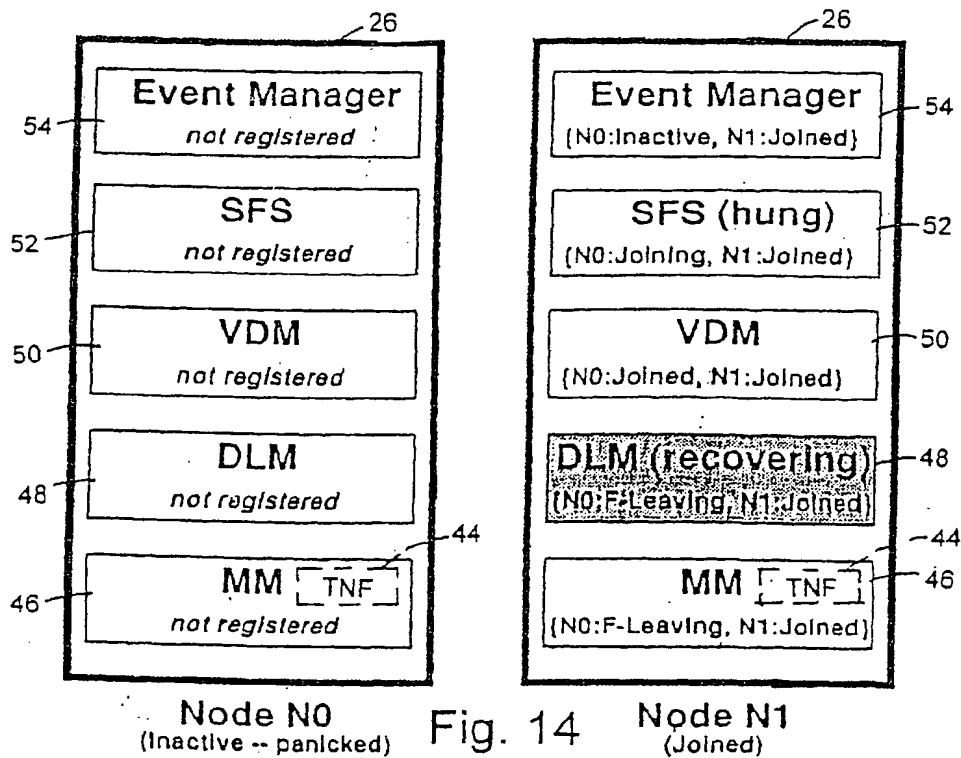 26
Event Manager
not registered
54
SFS
not registered
52
VDM
not registered
50
DLM
not registered
48
44
MM
TNF
not registered
46
Node N0
(Inactive -- panicked)
26
Event Manager
{N0:Inactive, N1:Joined}
54
SFS (hung)
{N0:Joining, N1:Joined}
52
VDM
{N0:Joined, N1:Joined}
50
DLM (recovering)
{N0:F-Leaving, N1:Joined}
48
44
MM
TNF
{N0:F-Leaving, N1:Joined}
46
Node N1
(Joined)
Fig. 14